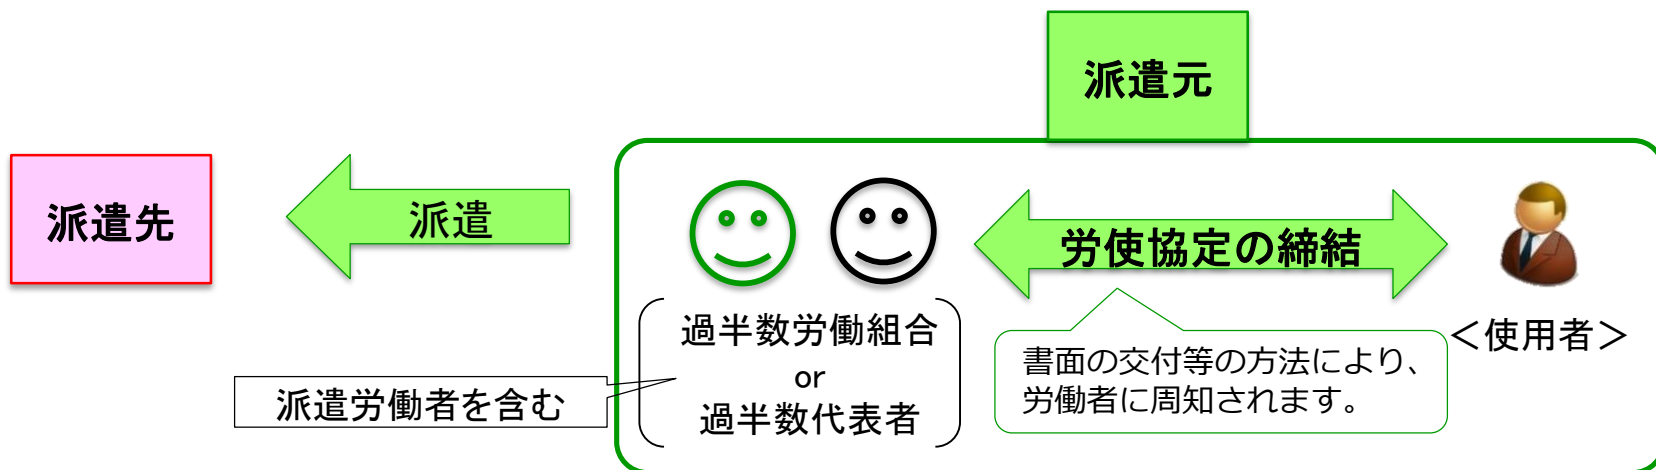 派遣元
派遣先
派遣
労使協定の締結
過半数労働組合
or
過半数代表者
派遣労働者を含む
書面の交付等の方法により、
労働者に周知されます。
＜使用者＞